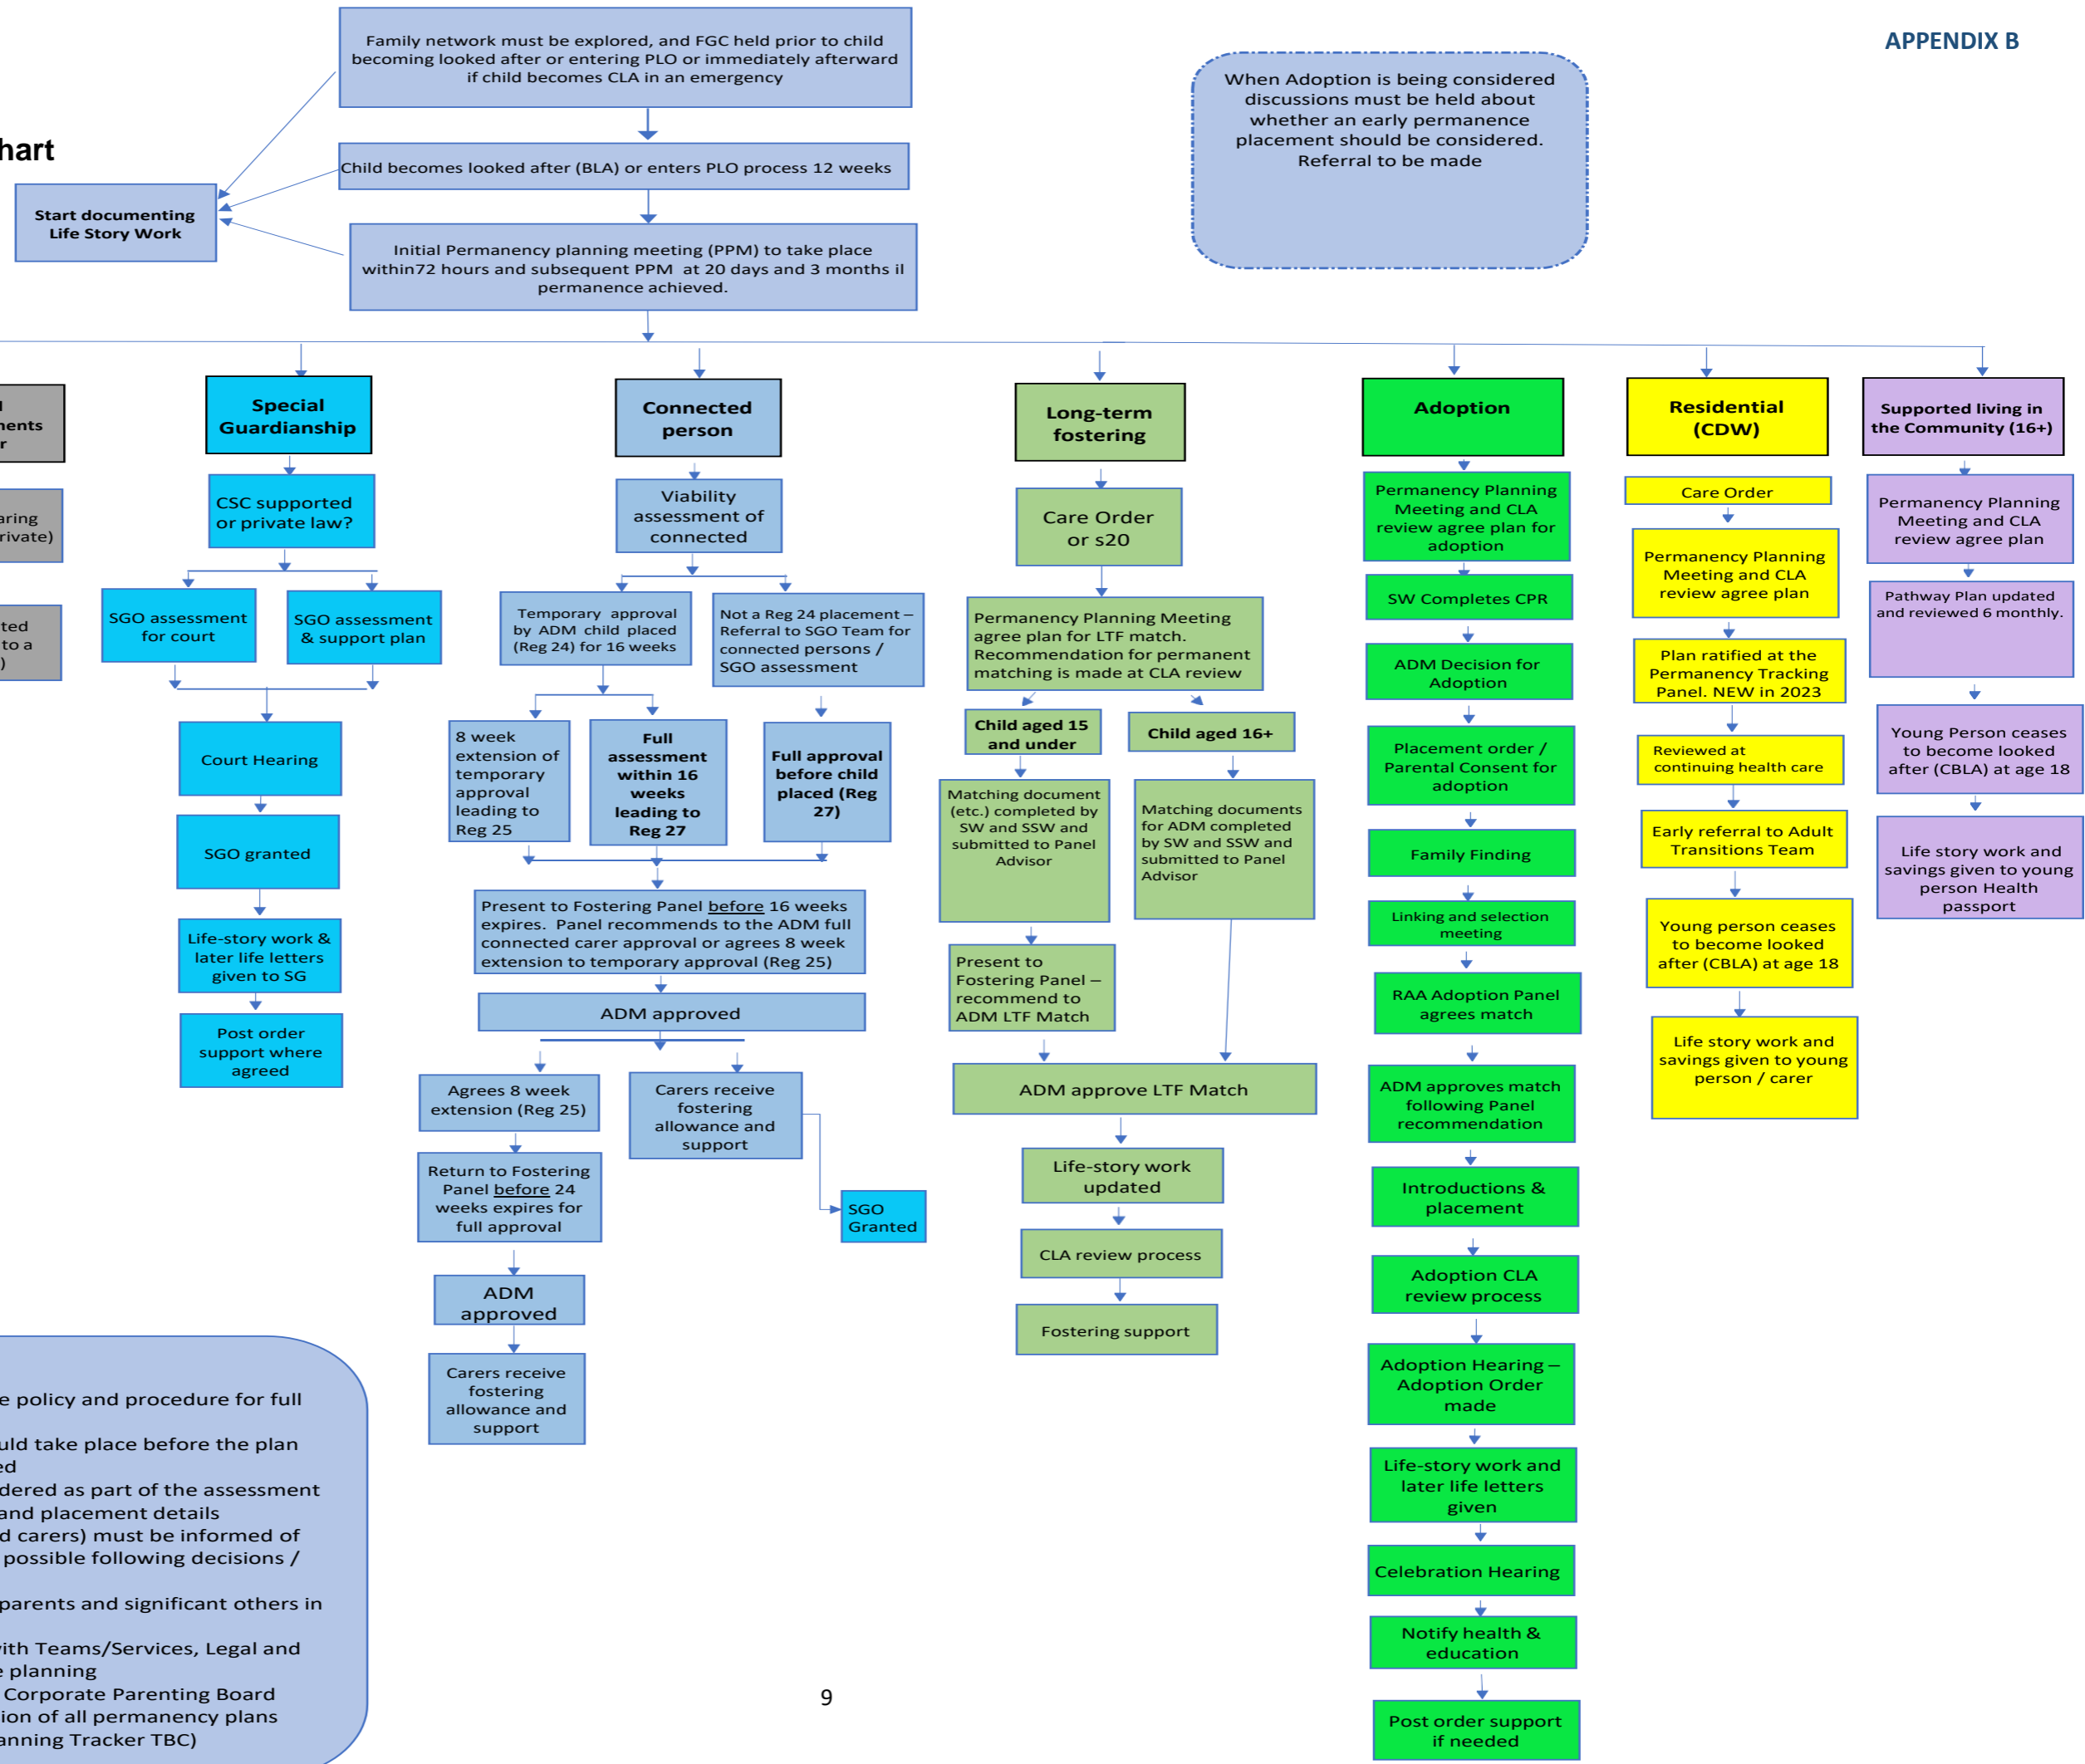 APPENDIX B
Family network must be explored, and FGC held prior to child
becoming looked after or entering PLO or immediately afterward
if child becomes CLA in an emergency
When Adoption is being considered
discussions must be held about
whether an early permanence
placement should be considered.
Referral to be made
hart
Child becomes looked after (BLA) or enters PLO process 12 weeks
Start documenting
Life Story Work
Initial Permanency planning meeting (PPM) to take place
within72 hours and subsequent PPM at 20 days and 3 months il
permanence achieved.
ments
r
aring
rivate)
ted
to a
)
Special
Guardianship
CSC supported
or private law?
SGO assessment
for court
SGO assessment
& support plan
Court Hearing
SGO granted
Life-story work &
later life letters
given to SG
Post order
support where
agreed
Connected
person
Viability
assessment of
connected
Temporary approval
by ADM child placed
(Reg 24) for 16 weeks
Not a Reg 24 placement –
Referral to SGO Team for
connected persons /
SGO assessment
8 week
extension of
temporary
approval
leading to
Reg 25
Full
assessment
within 16
weeks
leading to
Reg 27
Full approval
before child
placed (Reg
27)
Present to Fostering Panel before 16 weeks
expires. Panel recommends to the ADM full
connected carer approval or agrees 8 week
extension to temporary approval (Reg 25)
ADM approved
Agrees 8 week
extension (Reg 25)
Carers receive
fostering
allowance and
support
Return to Fostering
Panel before 24
weeks expires for
full approval
SGO
Granted
ADM
approved
Carers receive
fostering
allowance and
support
Long-term
fostering
Care Order
or s20
Permanency Planning Meeting
agree plan for LTF match.
Recommendation for permanent
matching is made at CLA review
Child aged 15
and under
Child aged 16+
Matching document
(etc.) completed by
SW and SSW and
submitted to Panel
Advisor
Matching documents
for ADM completed
by SW and SSW and
submitted to Panel
Advisor
Present to
Fostering Panel –
recommend to
ADM LTF Match
ADM approve LTF Match
Life-story work
updated
CLA review process
Fostering support
Adoption
Permanency Planning
Meeting and CLA
review agree plan for
adoption
SW Completes CPR
ADM Decision for
Adoption
Placement order /
Parental Consent for
adoption
Family Finding
Linking and selection
meeting
RAA Adoption Panel
agrees match
ADM approves match
following Panel
recommendation
Introductions &
placement
Adoption CLA
review process
Adoption Hearing –
Adoption Order
made
Life-story work and
later life letters
given
Celebration Hearing
Notify health &
education
Post order support
if needed
Residential
(CDW)
Care Order
Permanency Planning
Meeting and CLA
review agree plan
Plan ratified at the
Permanency Tracking
Panel. NEW in 2023
Reviewed at
continuing health care
Early referral to Adult
Transitions Team
Young person ceases
to become looked
after (CBLA) at age 18
Life story work and
savings given to young
person / carer
Supported living in
the Community (16+)
Permanency Planning
Meeting and CLA
review agree plan
Pathway Plan updated
and reviewed 6 monthly.
Young Person ceases
to become looked
after (CBLA) at age 18
Life story work and
savings given to young
person Health
passport
e policy and procedure for full
uld take place before the plan
ed
dered as part of the assessment
and placement details
d carers) must be informed of
possible following decisions /
parents and significant others in
with Teams/Services, Legal and
e planning
Corporate Parenting Board
ion of all permanency plans
anning Tracker TBC)
9